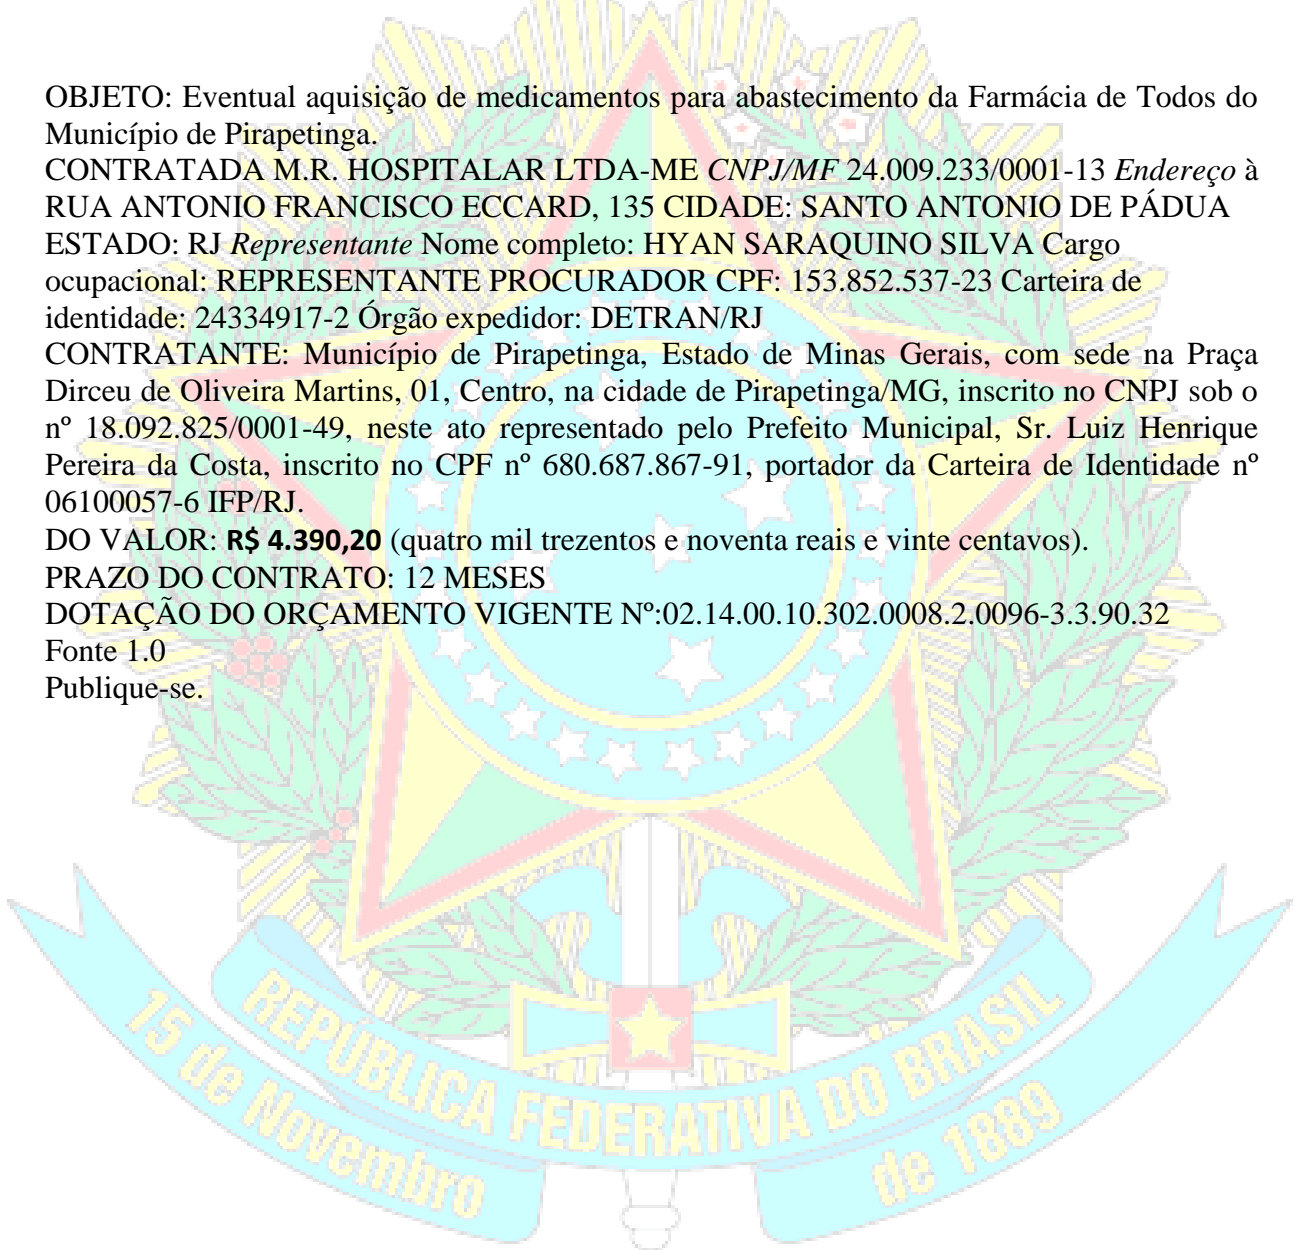 OBJETO: Eventual aquisição de medicamentos para abastecimento da Farmácia de Todos do
Município de Pirapetinga.
CONTRATADA M.R. HOSPITALAR LTDA-ME CNPJ/MF 24.009.233/0001-13 Endereço à
RUA ANTONIO FRANCISCO ECCARD, 135 CIDADE: SANTO ANTONIO DE PÁDUA
ESTADO: RJ Representante Nome completo: HYAN SARAQUINO SILVA Cargo
ocupacional: REPRESENTANTE PROCURADOR CPF: 153.852.537-23 Carteira de
identidade: 24334917-2 Órgão expedidor: DETRAN/RJ
CONTRATANTE: Município de Pirapetinga, Estado de Minas Gerais, com sede na Praça
Dirceu de Oliveira Martins, 01, Centro, na cidade de Pirapetinga/MG, inscrito no CNPJ sob o
nº 18.092.825/0001-49, neste ato representado pelo Prefeito Municipal, Sr. Luiz Henrique
Pereira da Costa, inscrito no CPF nº 680.687.867-91, portador da Carteira de Identidade nº
06100057-6 IFP/RJ.
DO VALOR: R$ 4.390,20 (quatro mil trezentos e noventa reais e vinte centavos).
PRAZO DO CONTRATO: 12 MESES
DOTAÇÃO DO ORÇAMENTO VIGENTE Nº:02.14.00.10.302.0008.2.0096-3.3.90.32
Fonte 1.0
Publique-se.
REPÚBLICA FEDERATIVA DO BRASIL
15 de Novembro de 1889